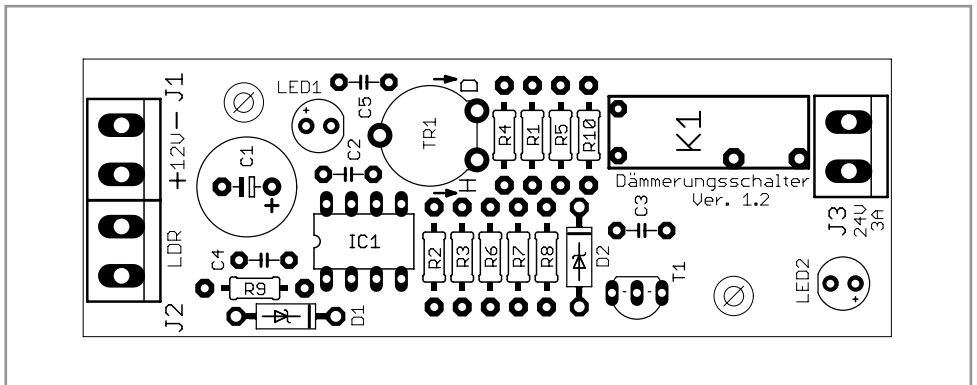 J1
+12V-
LED1
C5
D
TR1
H
R4
R1
R5
R10
K1
C1
+
C2
Dämmerungsschalter
Ver. 1.2
J3
24V
3A
LDR
J2
C4
IC1
R9
D1
R2
R3
R6
R7
R8
D2
C3
T1
LED2